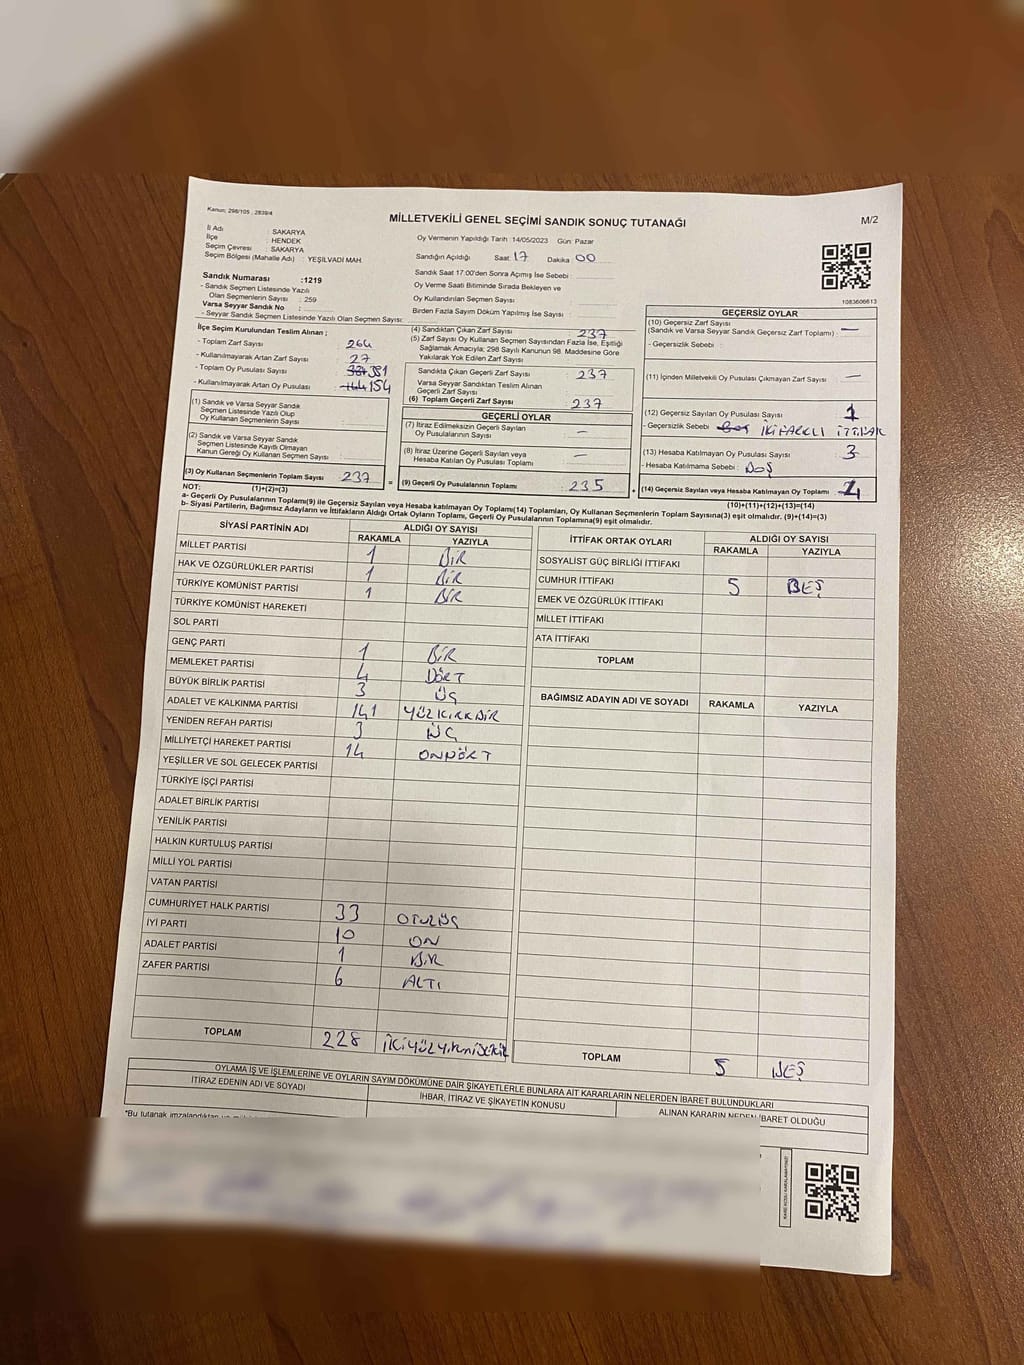 Kanun; 298/105 ; 2839/4
MİLLETVEKİLİ GENEL SEÇİMİ SANDIK SONUÇ TUTANAĞI
M/2
İl Adı : SAKARYA
İlçe : HENDEK
Seçim Çevresi : SAKARYA
Seçim Bölgesi (Mahalle Adı) : YEŞİLVADİ MAH.
Sandık Numarası :1219
- Sandık Seçmen Listesinde Yazılı
Olan Seçmenlerin Sayısı : 259
Varsa Seyyar Sandık No :
- Seyyar Sandık Seçmen Listesinde Yazılı Olan Seçmen Sayısı:
Oy Vermenin Yapıldığı Tarih :14/05/2023 Gün: Pazar
Sandığın Açıldığı Saat: 17 Dakika: 00
Sandık Saat 17:00'den Sonra Açımış İse Sebebi :
Oy Verme Saati Bitiminde Sırada Bekleyen ve
Oy Kullandırılan Seçmen Sayısı :
Birden Fazla Sayım Döküm Yapılmış İse Sayısı :
1083606613
İlçe Seçim Kurulundan Teslim Alınan ;
- Toplam Zarf Sayısı : 264
- Kullanılmayarak Artan Zarf Sayısı : 27
- Toplam Oy Pusulası Sayısı : 391
- Kullanılmayarak Artan Oy Pusulası : 154
(1) Sandık ve Varsa Seyyar Sandık
Seçmen Listesinde Yazılı Olup
Oy Kullanan Seçmenlerin Sayısı :
(2) Sandık ve Varsa Seyyar Sandık
Seçmen Listesinde Kayıtlı Olmayan
Kanun Gereği Oy Kullanan Seçmen Sayısı :
(3) Oy Kullanan Seçmenlerin Toplam Sayısı : 237 =
(4) Sandıktan Çıkan Zarf Sayısı : 237
(5) Zarf Sayısı Oy Kullanan Seçmen Sayısından Fazla İse, Eşitliği
Sağlamak Amacıyla; 298 Sayılı Kanunun 98. Maddesine Göre
Yakılarak Yok Edilen Zarf Sayısı :
Sandıkta Çıkan Geçerli Zarf Sayısı : 237
Varsa Seyyar Sandıktan Teslim Alınan
Geçerli Zarf Sayısı :
(6) Toplam Geçerli Zarf Sayısı : 237
GEÇERLİ OYLAR
(7) İtiraz Edilmeksizin Geçerli Sayılan
Oy Pusulalarının Sayısı : —
(8) İtiraz Üzerine Geçerli Sayılan veya
Hesaba Katılan Oy Pusulası Toplamı : —
(9) Geçerli Oy Pusulalarının Toplamı : 235 +
GEÇERSİZ OYLAR
(10) Geçersiz Zarf Sayısı
(Sandık ve Varsa Seyyar Sandık Geçersiz Zarf Toplamı) : —
- Geçersizlik Sebebi :
(11) İçinden Milletvekili Oy Pusulası Çıkmayan Zarf Sayısı : —
(12) Geçersiz Sayılan Oy Pusulası Sayısı : 1
- Geçersizlik Sebebi : Boş İKİ FARKLI İTTİFAK
(13) Hesaba Katılmayan Oy Pusulası Sayısı : 3
- Hesaba Katılmama Sebebi : BOŞ
(14) Geçersiz Sayılan veya Hesaba Katılmayan Oy Toplamı :
NOT: (1)+(2)=(3)
(10)+(11)+(12)+(13)=(14)
a- Geçerli Oy Pusulalarının Toplamı(9) ile Geçersiz Sayılan veya Hesaba katılmayan Oy Toplamı(14) Toplamları, Oy Kullanan Seçmenlerin Toplam Sayısına(3) eşit olmalıdır. (9)+(14)=(3)
b- Siyasi Partilerin, Bağımsız Adayların ve İttifakların Aldığı Ortak Oyların Toplamı, Geçerli Oy Pusulalarının Toplamına(9) eşit olmalıdır.
SİYASİ PARTİNİN ADI ALDIĞI OY SAYISI
RAKAMLA YAZIYLA
MİLLET PARTİSİ 1 BİR
HAK VE ÖZGÜRLÜKLER PARTİSİ 1 BİR
TÜRKİYE KOMÜNİST PARTİSİ 1 BİR
TÜRKİYE KOMÜNİST HAREKETİ
SOL PARTİ
GENÇ PARTİ 1 BİR
MEMLEKET PARTİSİ 4 DÖRT
BÜYÜK BİRLİK PARTİSİ 3 ÜÇ
ADALET VE KALKINMA PARTİSİ 141 YÜZKIRKBİR
YENİDEN REFAH PARTİSİ 3 ÜÇ
MİLLİYETÇİ HAREKET PARTİSİ 14 ONDÖRT
YEŞİLLER VE SOL GELECEK PARTİSİ
TÜRKİYE İŞÇİ PARTİSİ
ADALET BİRLİK PARTİSİ
YENİLİK PARTİSİ
HALKIN KURTULUŞ PARTİSİ
MİLLİ YOL PARTİSİ
VATAN PARTİSİ
CUMHURİYET HALK PARTİSİ 33 OTUZÜÇ
İYİ PARTİ 10 ON
ADALET PARTİSİ 1 BİR
ZAFER PARTİSİ 6 ALTI
TOPLAM 228 İKİYÜZYİRMİSEKİZ
İTTİFAK ORTAK OYLARI ALDIĞI OY SAYISI
RAKAMLA YAZIYLA
SOSYALİST GÜÇ BİRLİĞİ İTTİFAKI
CUMHUR İTTİFAKI 5 BEŞ
EMEK VE ÖZGÜRLÜK İTTİFAKI
MİLLET İTTİFAKI
ATA İTTİFAKI
TOPLAM
BAĞIMSIZ ADAYIN ADI VE SOYADI RAKAMLA YAZIYLA
TOPLAM 5 BEŞ
OYLAMA İŞ VE İŞLEMLERİNE VE OYLARIN SAYIM DÖKÜMÜNE DAİR ŞİKAYETLERLE BUNLARA AİT KARARLARIN NELERDEN İBARET BULUNDUKLARI
İTİRAZ EDENİN ADI VE SOYADI İHBAR, İTİRAZ VE ŞİKAYETİN KONUSU ALINAN KARARIN NEDEN İBARET OLDUĞU
*Bu tutanak imzalandıktan